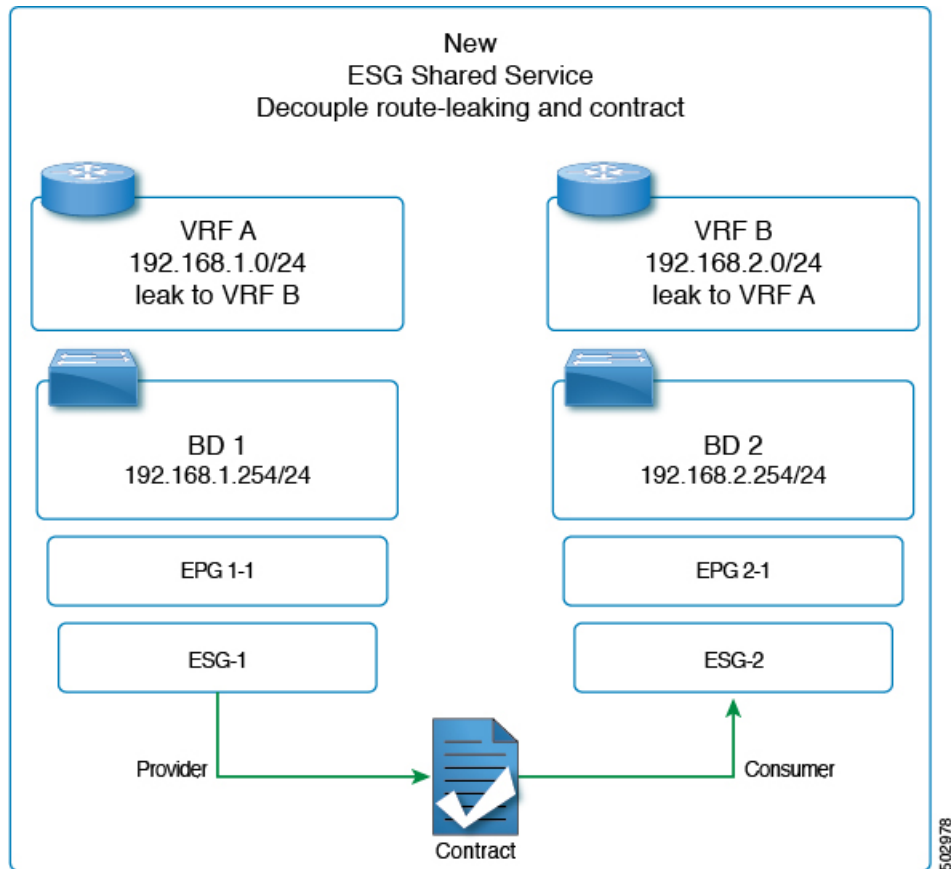 New
ESG Shared Service
Decouple route-leaking and contract
VRF A
192.168.1.0/24
leak to VRF B
VRF B
192.168.2.0/24
leak to VRF A
BD 1
192.168.1.254/24
BD 2
192.168.2.254/24
EPG 1-1
EPG 2-1
ESG-1
ESG-2
Provider
Consumer
Contract
502978